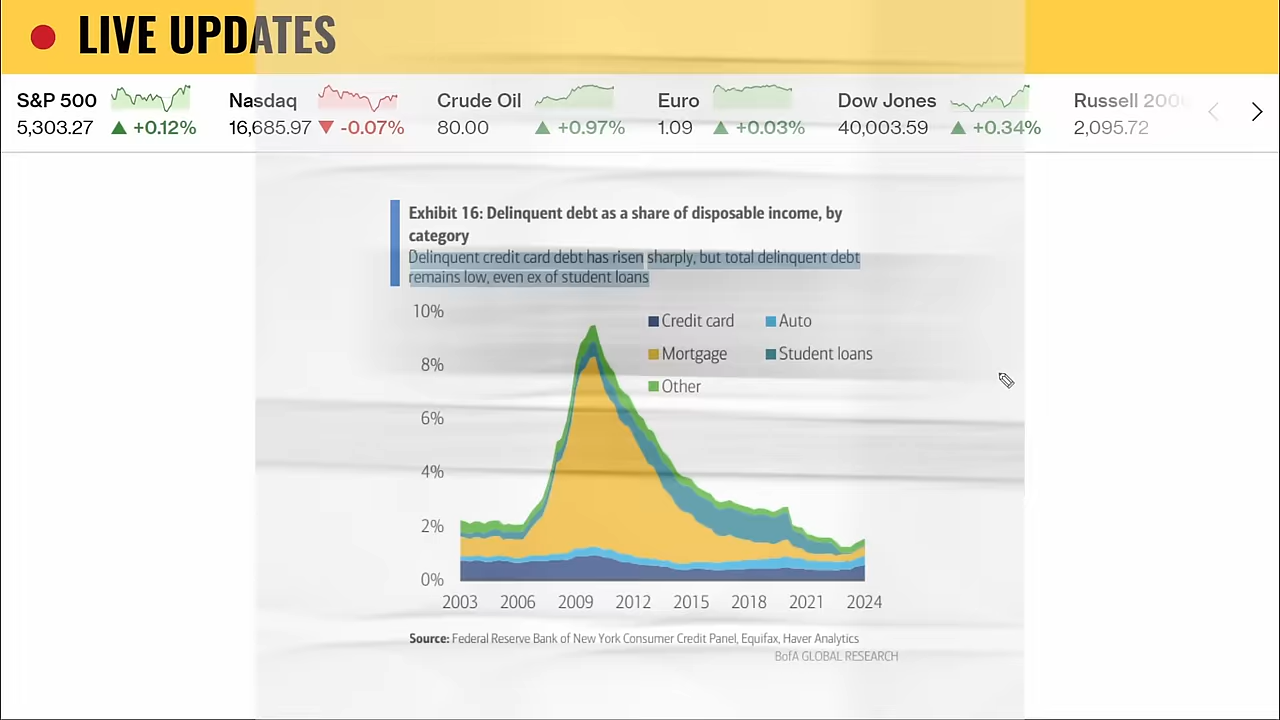 LIVE UPDATES
S&P 500 Nasdaq Crude Oil Euro Dow Jones Russell
5,303.27 +0.12% 16,685.97 -0.07% 80.00 +0.97% 1.09 +0.03% 40,003.59 +0.34% 2,095.72
Exhibit 16: Delinquent debt as a share of disposable income, by
category
Delinquent credit card debt has risen sharply, but total delinquent debt
remains low, even ex of student loans
10%
Credit card Auto
Mortgage Student loans
8%
Other
6%
4%
2%
0%
2003 2006 2009 2012 2015 2018 2021 2024
Source: Federal Reserve Bank of New York Consumer Credit Panel, Equifax, Haver Analytics
BofA GLOBAL RESEARCH